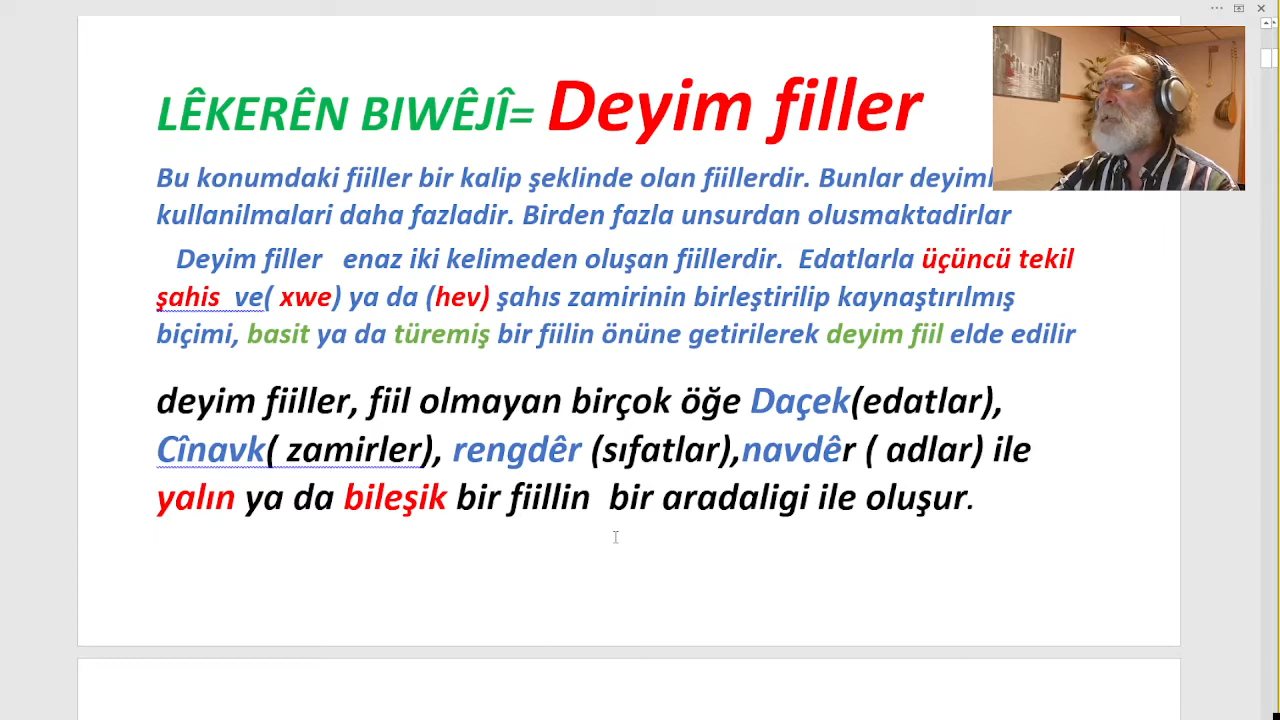 LÊKERÊN BIWÊJÎ= Deyim filler
Bu konumdaki fiiller bir kalip şeklinde olan fiillerdir. Bunlar
kullanilmalari daha fazladir. Birden fazla unsurdan olusmaktadirlar
Deyim filler enaz iki kelimeden oluşan fiillerdir. Edatlarla üçüncü tekil
şahis ve( xwe) ya da (hev) şahıs zamirinin birleştirilip kaynaştırılmış
biçimi, basit ya da türemiş bir fiilin önüne getirilerek deyim fiil elde edilir
deyim fiiller, fiil olmayan birçok öğe Daçek(edatlar),
Cînavk( zamirler), rengdêr (sıfatlar),navdêr ( adlar) ile
yalın ya da bileşik bir fiillin bir aradaligi ile oluşur.